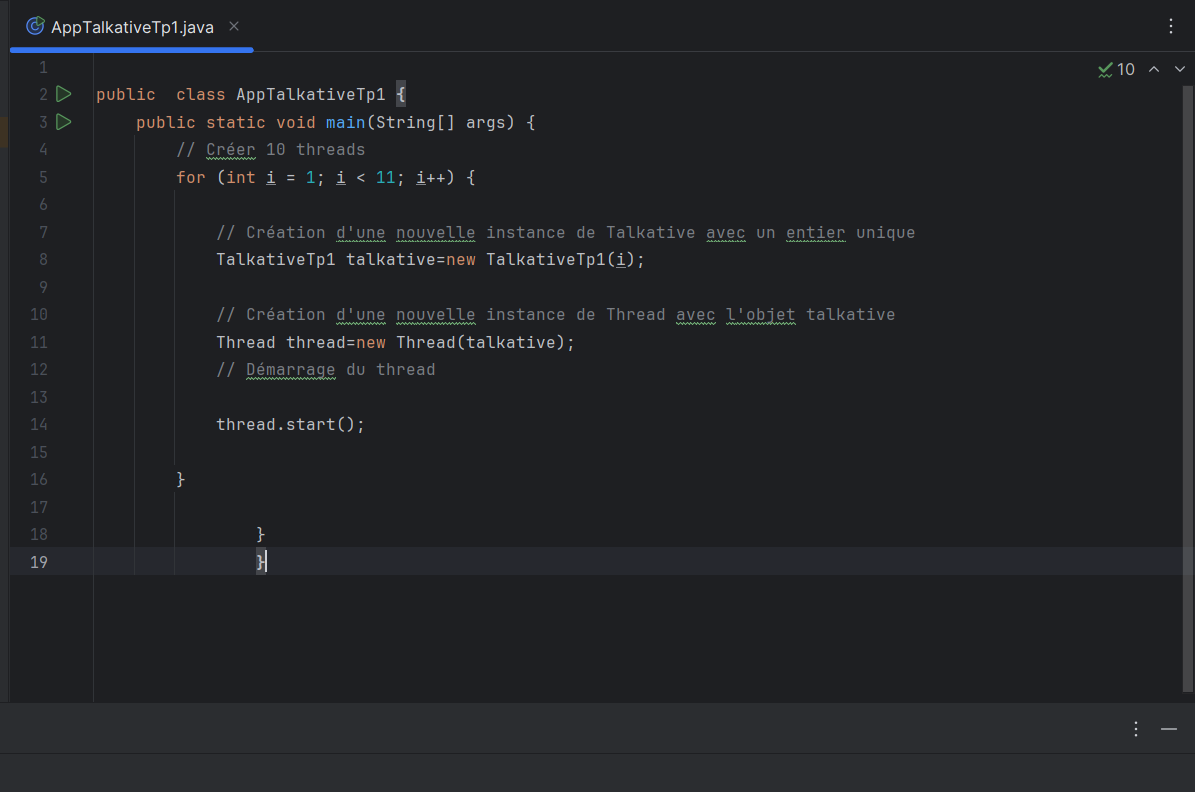 AppTalkativeTp1.java
10
1
2 public  class AppTalkativeTp1 {
3     public static void main(String[] args) {
4         // Créer 10 threads
5         for (int i = 1; i < 11; i++) {
6
7             // Création d'une nouvelle instance de Talkative avec un entier unique
8             TalkativeTp1 talkative=new TalkativeTp1(i);
9
10             // Création d'une nouvelle instance de Thread avec l'objet talkative
11             Thread thread=new Thread(talkative);
12             // Démarrage du thread
13
14             thread.start();
15
16         }
17
18                 }
19                 }